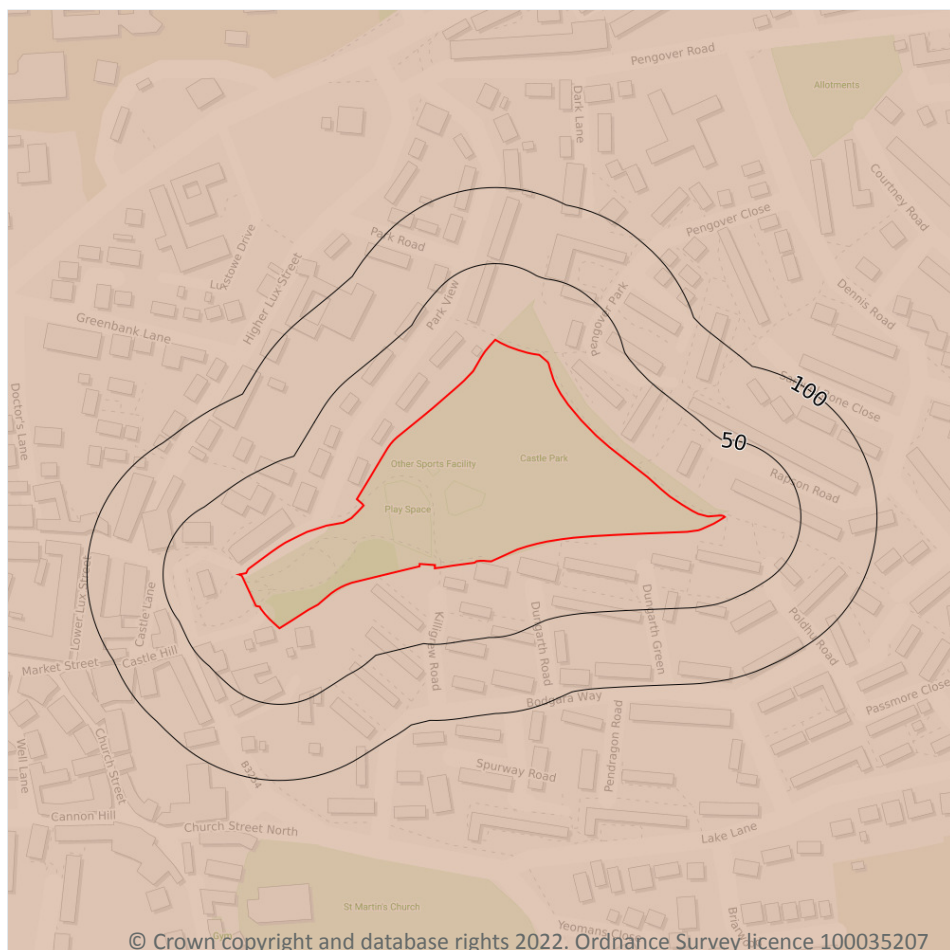 Pengover Road
Allotments
Dark Lane
Courtney Road
Pengover Close
Park Road
Luxstowe Drive
Higher Lux Street
Dennis Road
Park View
Pengover Park
Greenbank Lane
Doctor's Lane
100
Bone Close
50
Other Sports Facility
Castle Park
Rapson Road
Play Space
Lower Lux Street
Castle Lane
Killigrew Road
Dungarth Road
Dungarth Green
Poldhu Road
Market Street
Castle Hill
Bodgara Way
Passmore Close
Pendragon Road
Well Lane
Church Street
B3254
Spurway Road
Cannon Hill
Church Street North
Lake Lane
St Martin's Church
Yeomans Close
© Crown copyright and database rights 2022. Ordnance Survey licence 100035207